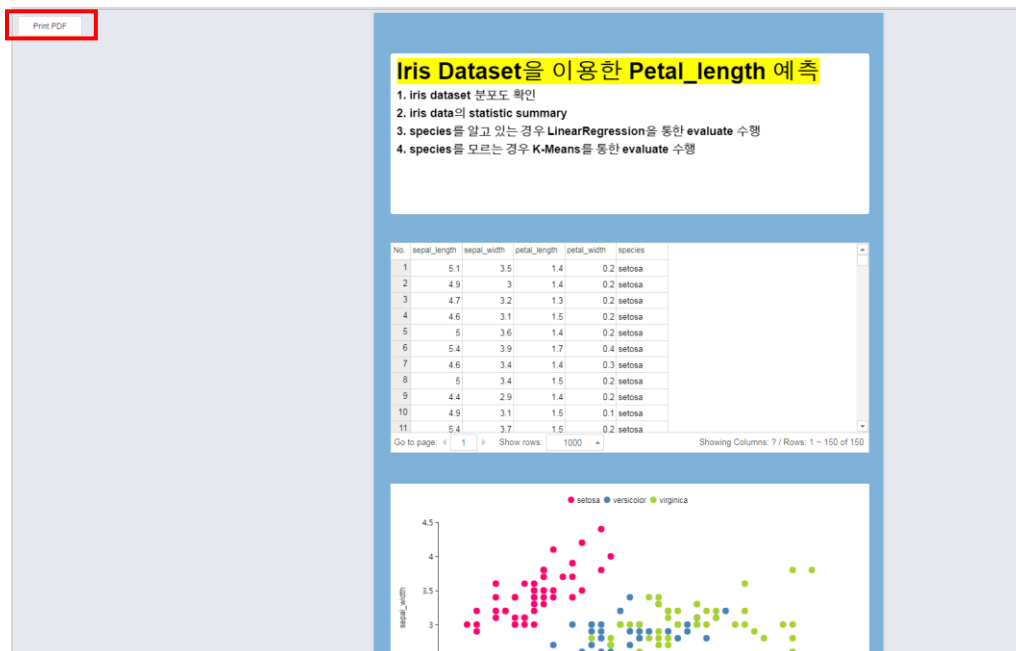 Print PDF
Iris Dataset을 이용한 Petal_length 예측
1. iris dataset 분포도 확인
2. iris data의 statistic summary
3. species를 알고 있는 경우 LinearRegression을 통한 evaluate 수행
4. species를 모르는 경우 K-Means를 통한 evaluate 수행
No. sepal_length sepal_width petal_length petal_width species
1 5.1 3.5 1.4 0.2 setosa
2 4.9 3 1.4 0.2 setosa
3 4.7 3.2 1.3 0.2 setosa
4 4.6 3.1 1.5 0.2 setosa
5 5 3.6 1.4 0.2 setosa
6 5.4 3.9 1.7 0.4 setosa
7 4.6 3.4 1.4 0.3 setosa
8 5 3.4 1.5 0.2 setosa
9 4.4 2.9 1.4 0.2 setosa
10 4.9 3.1 1.5 0.1 setosa
11 5.4 3.7 1.5 0.2 setosa
Go to page: 1 Show rows: 1000 Showing Columns: ? / Rows: 1 ~ 150 of 150
setosa versicolor virginica
4.5
4
3.5
sepal_width
3